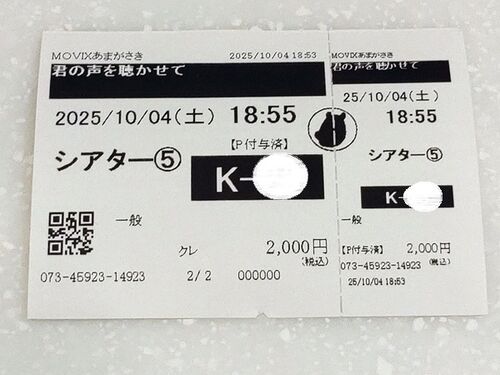 MOVIXあまがさき 2025/10/04 18:53
君の声を聴かせて
2025/10/04(土) 18:55
【P付与済】
シアター⑤
K-
一般
クレ 2,000円
(税込)
073-45923-14923 2/2 000000
MOVIXあまがさき
君の声を聴かせて
25/10/04(土)
18:55
シアター⑤
K-
一般
【P付与済】 2,000円
073-45923-14923 (税込)
25/10/04 18:53